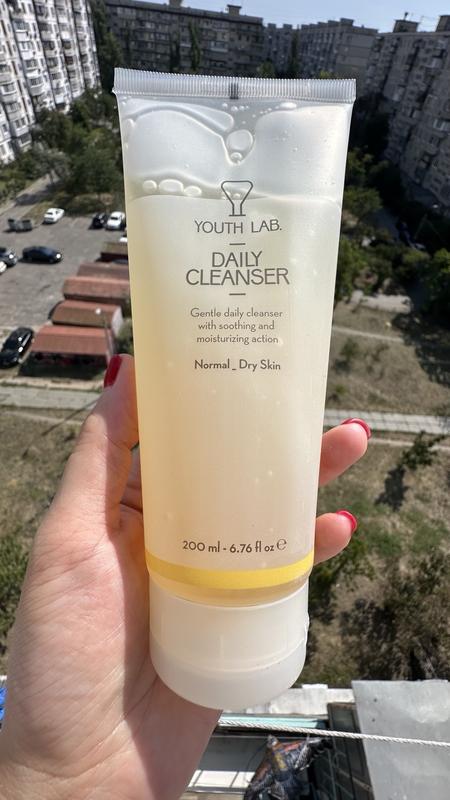 YOUTH LAB.
DAILY
CLEANSER
Gentle daily cleanser
with soothing and
moisturizing action
Normal _ Dry Skin
200 ml - 6.76 fl oz ℮